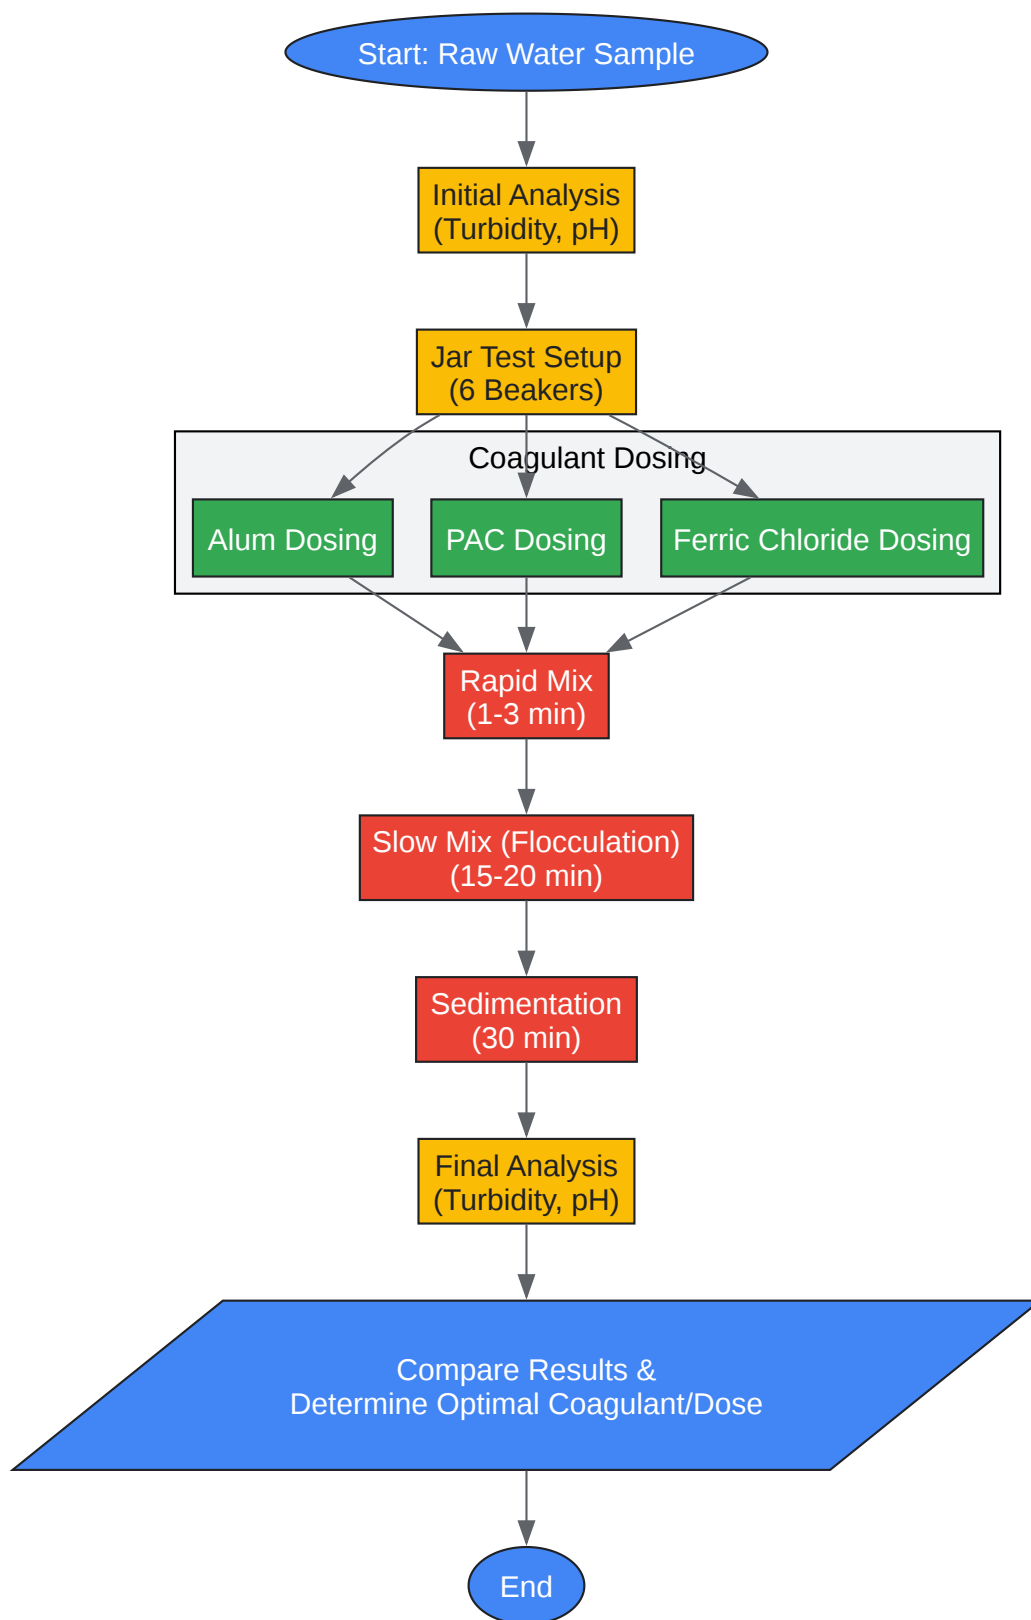 Start: Raw Water Sample
Initial Analysis
(Turbidity, pH)
Jar Test Setup
(6 Beakers)
Coagulant Dosing
Alum Dosing
PAC Dosing
Ferric Chloride Dosing
Rapid Mix
(1-3 min)
Slow Mix (Flocculation)
(15-20 min)
Sedimentation
(30 min)
Final Analysis
(Turbidity, pH)
Compare Results &
Determine Optimal Coagulant/Dose
End